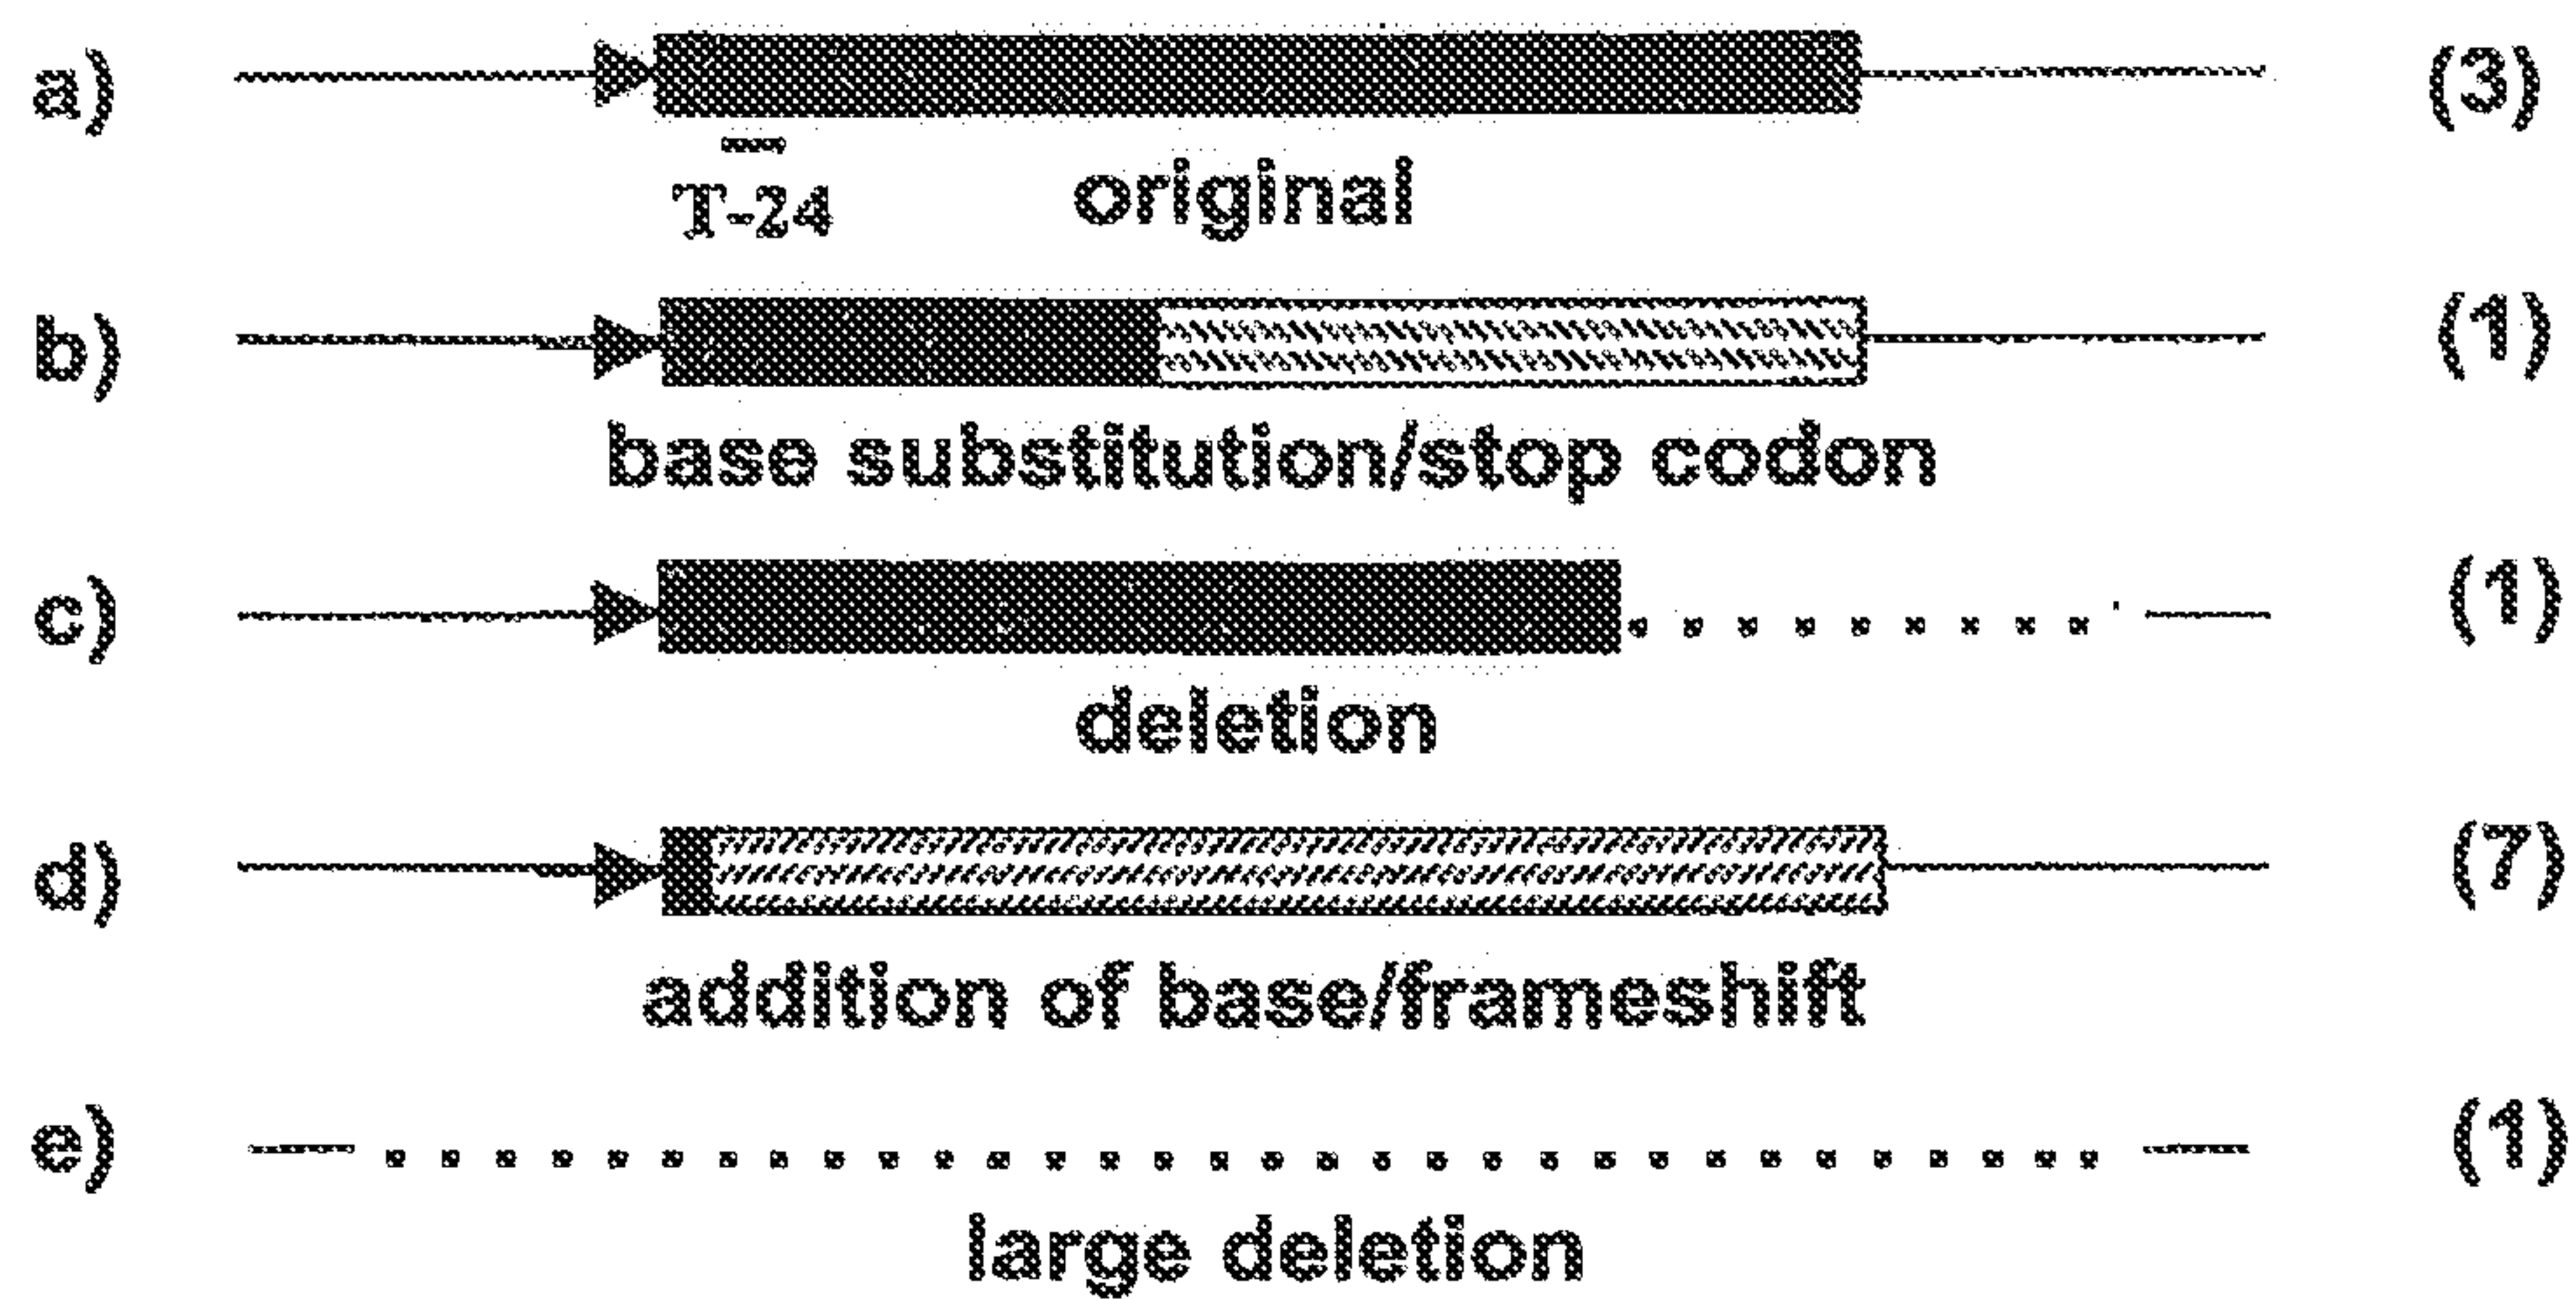 a) (3)
T-24 original
b) (1)
base substitution/stop codon
c) (1)
deletion
d) (7)
addition of base/frameshift
e) (1)
large deletion